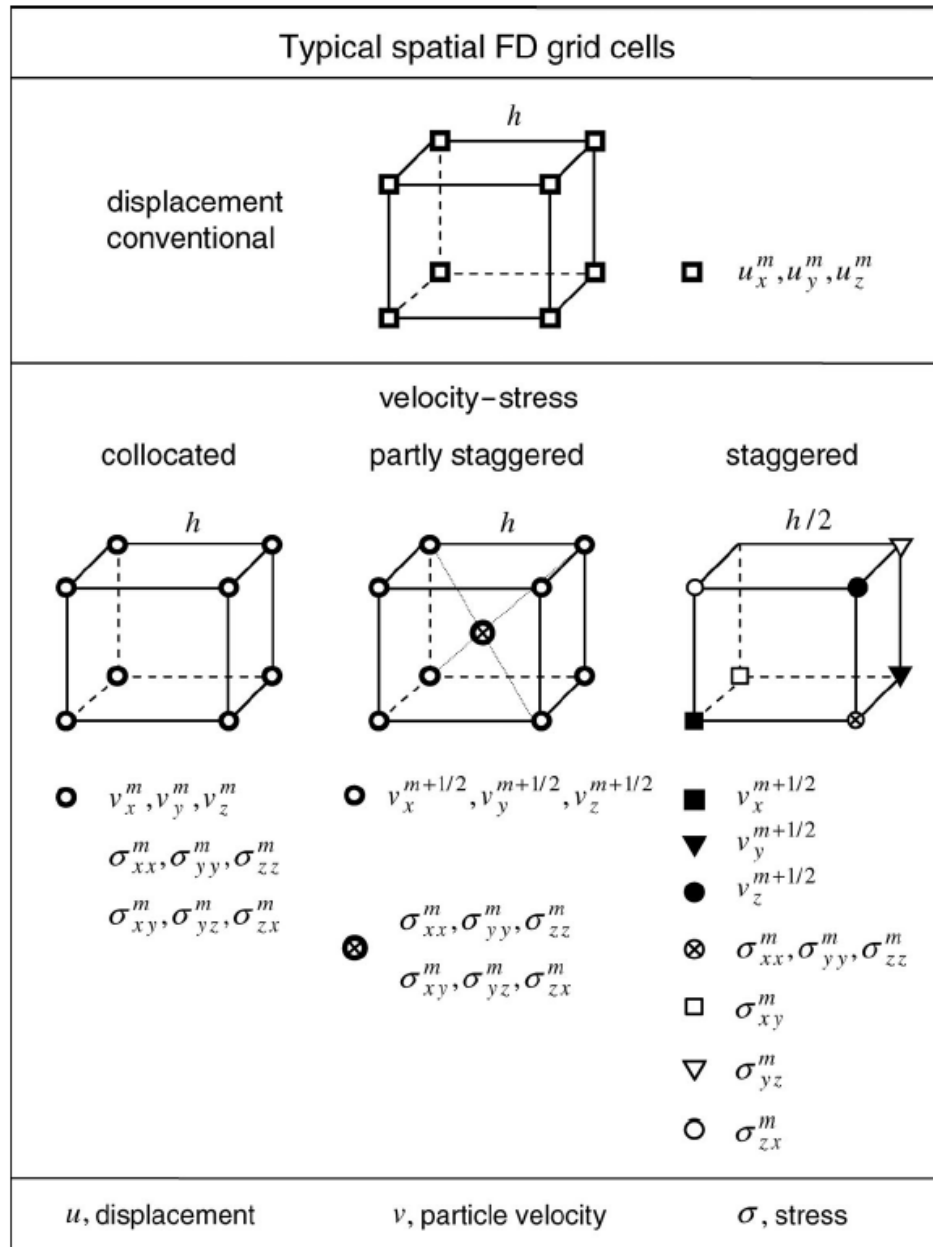 Typical spatial FD grid cells
h
displacement
conventional
u_x^m, u_y^m, u_z^m
velocity–stress
collocated
partly staggered
staggered
h
h
h/2
v_x^m, v_y^m, v_z^m
σ_xx^m, σ_yy^m, σ_zz^m
σ_xy^m, σ_yz^m, σ_zx^m
v_x^{m+1/2}, v_y^{m+1/2}, v_z^{m+1/2}
σ_xx^m, σ_yy^m, σ_zz^m
σ_xy^m, σ_yz^m, σ_zx^m
v_x^{m+1/2}
v_y^{m+1/2}
v_z^{m+1/2}
σ_xx^m, σ_yy^m, σ_zz^m
σ_xy^m
σ_yz^m
σ_zx^m
u, displacement
v, particle velocity
σ, stress